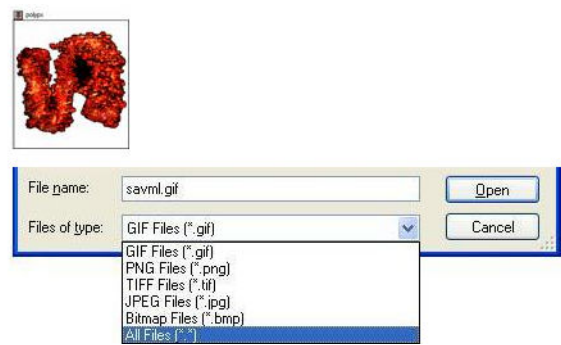 polyps
File name: savml.gif Open
Files of type: GIF Files (*.gif) Cancel
GIF Files (*.gif)
PNG Files (*.png)
TIFF Files (*.tif)
JPEG Files (*.jpg)
Bitmap Files (*.bmp)
All Files (*.*)